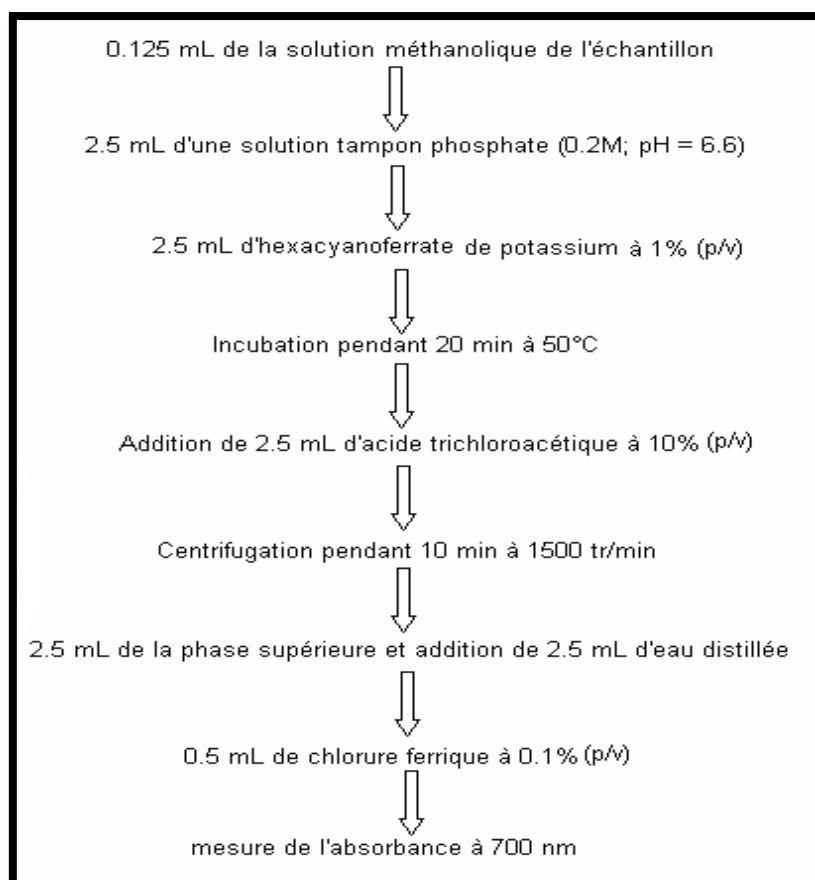 0.125 mL de la solution méthanolique de l'échantillon
2.5 mL d'une solution tampon phosphate (0.2M; pH = 6.6)
2.5 mL d'hexacyanoferrate de potassium à 1% (p/v)
Incubation pendant 20 min à 50°C
Addition de 2.5 mL d'acide trichloroacétique à 10% (p/v)
Centrifugation pendant 10 min à 1500 tr/min
2.5 mL de la phase supérieure et addition de 2.5 mL d'eau distillée
0.5 mL de chlorure ferrique à 0.1% (p/v)
mesure de l'absorbance à 700 nm